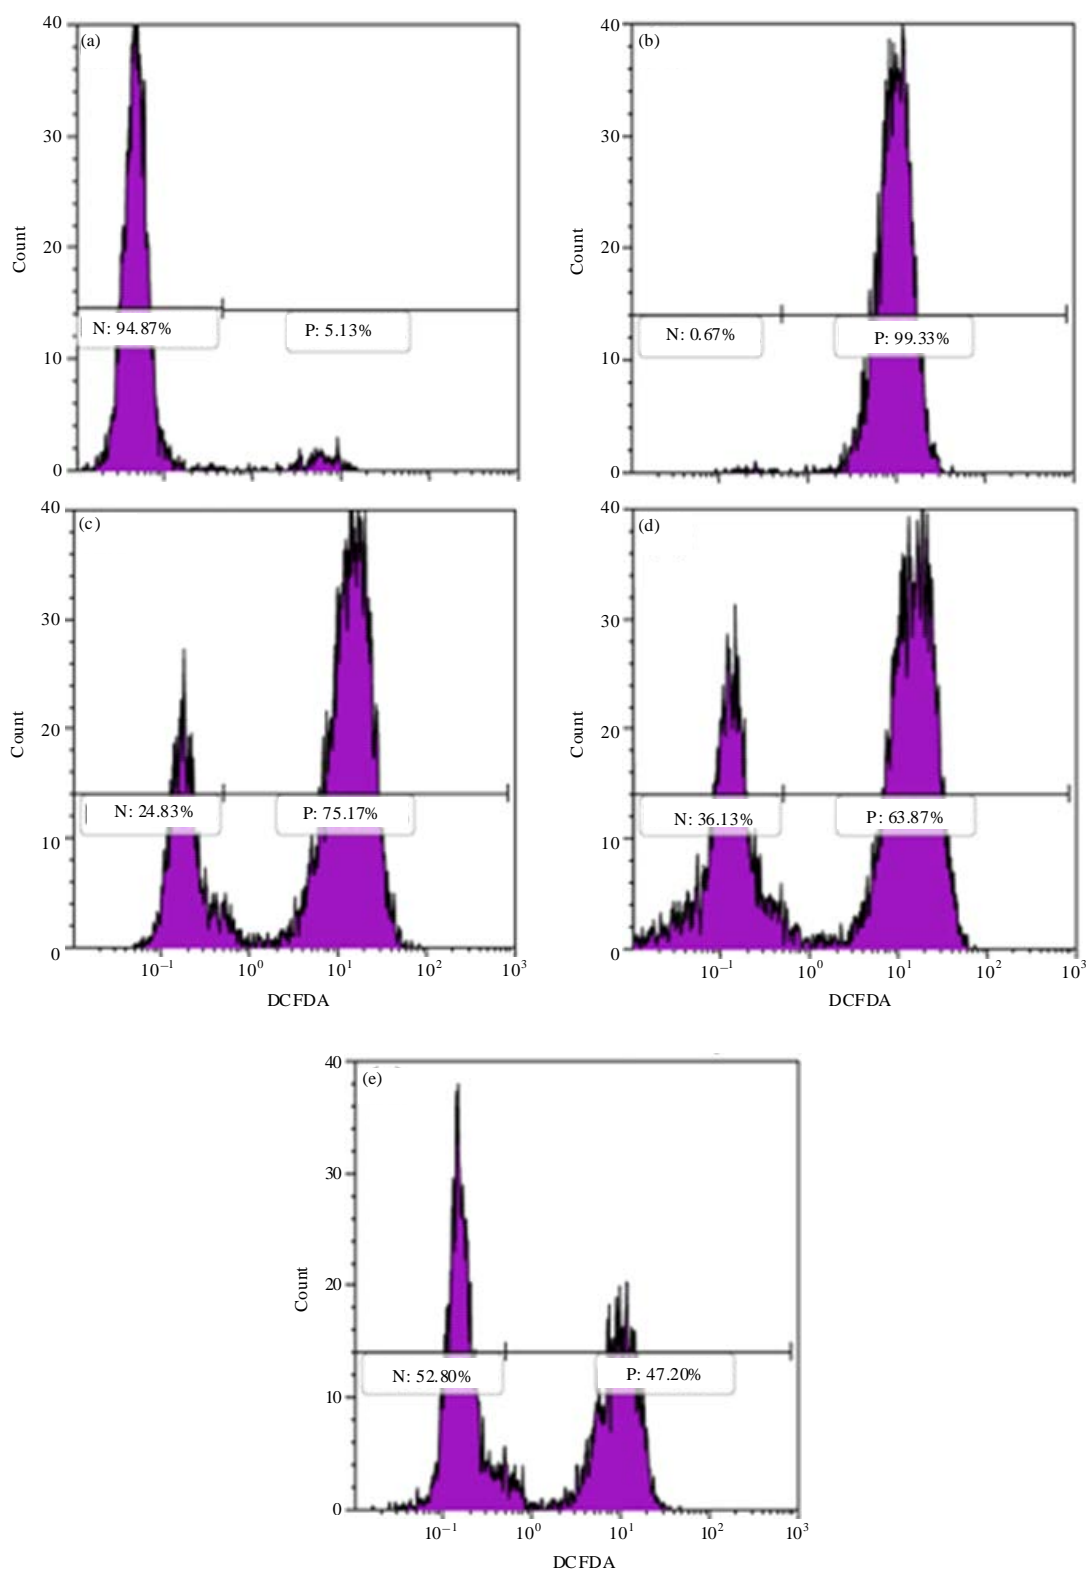 (a)
40
30
20
10
0
Count
N: 94.87%
P: 5.13%
(b)
40
30
20
10
0
Count
N: 0.67%
P: 99.33%
(c)
40
30
20
10
0
Count
N: 24.83%
P: 75.17%
10⁻¹ 10⁰ 10¹ 10² 10³
DCFDA
(d)
40
30
20
10
0
Count
N: 36.13%
P: 63.87%
10⁻¹ 10⁰ 10¹ 10² 10³
DCFDA
(e)
40
30
20
10
0
Count
N: 52.80%
P: 47.20%
10⁻¹ 10⁰ 10¹ 10² 10³
DCFDA